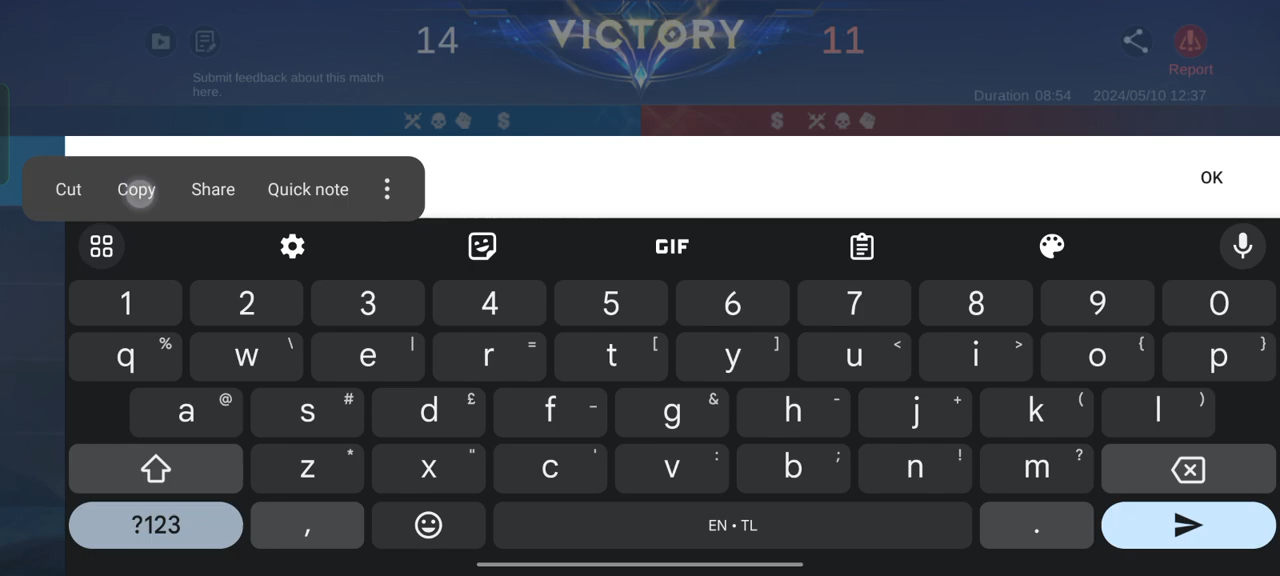 14
VICTORY
11
Submit feedback about this match
here.
Report
Duration 08:54
2024/05/10 12:37
Cut
Copy
Share
Quick note
OK
GIF
1 2 3 4 5 6 7 8 9 0
q % w \ e | r = t [ y ] u < i > o { p }
a @ s # d £ f _ g & h - j + k ( l )
z * x " c ' v : b ; n ! m ?
?123 , EN • TL .